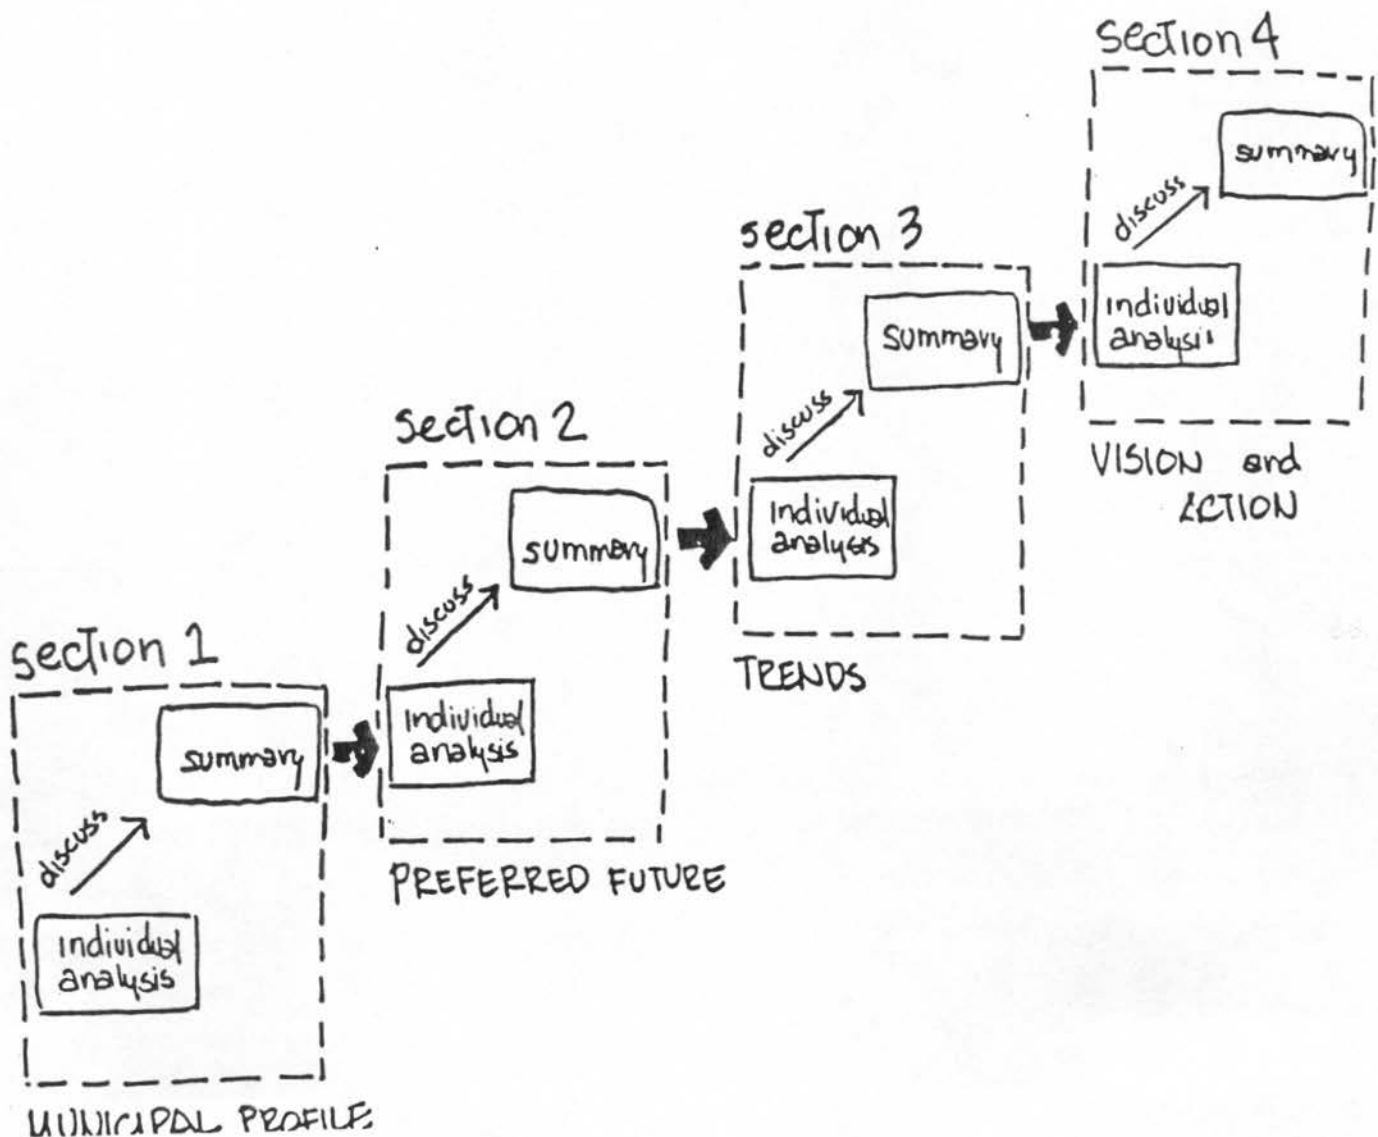 section 1
summary
discuss
individual
analysis
MUNICIPAL PROFILE
section 2
summary
discuss
individual
analysis
PREFERRED FUTURE
section 3
summary
discuss
individual
analysis
TRENDS
section 4
summary
discuss
individual
analysis
VISION and
ACTION